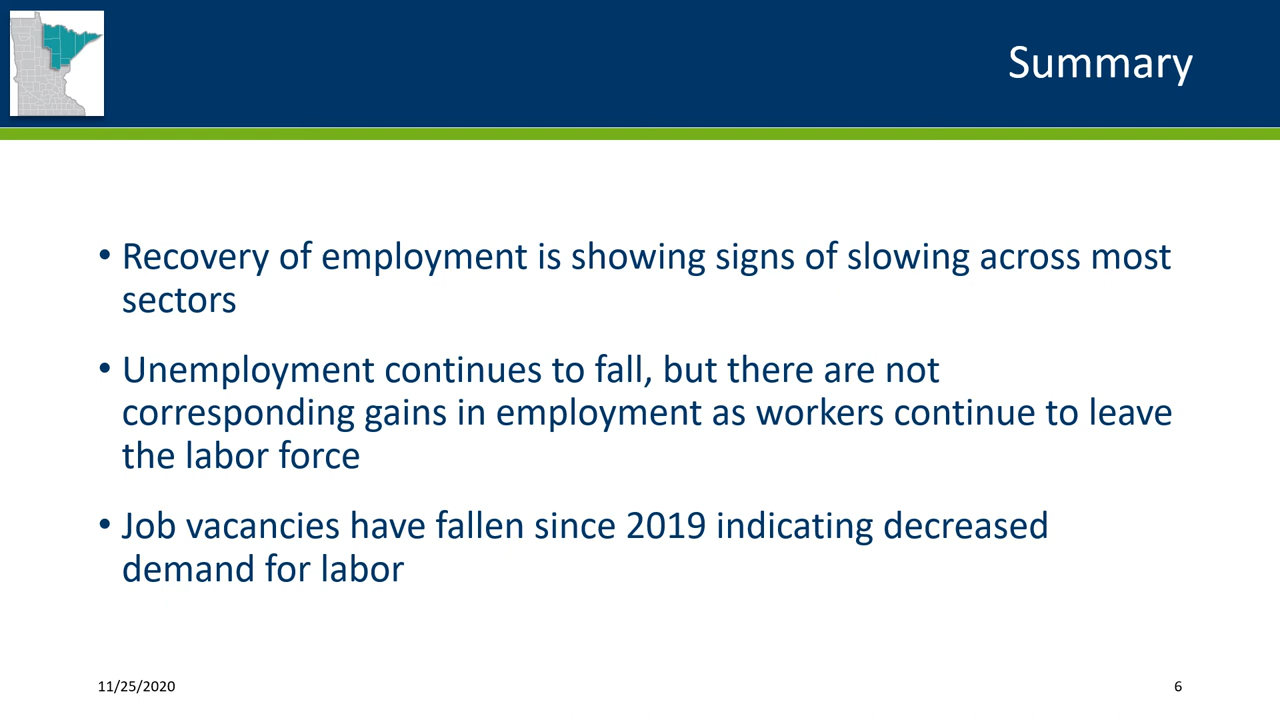 Summary
• Recovery of employment is showing signs of slowing across most
sectors
• Unemployment continues to fall, but there are not
corresponding gains in employment as workers continue to leave
the labor force
• Job vacancies have fallen since 2019 indicating decreased
demand for labor
11/25/2020
6